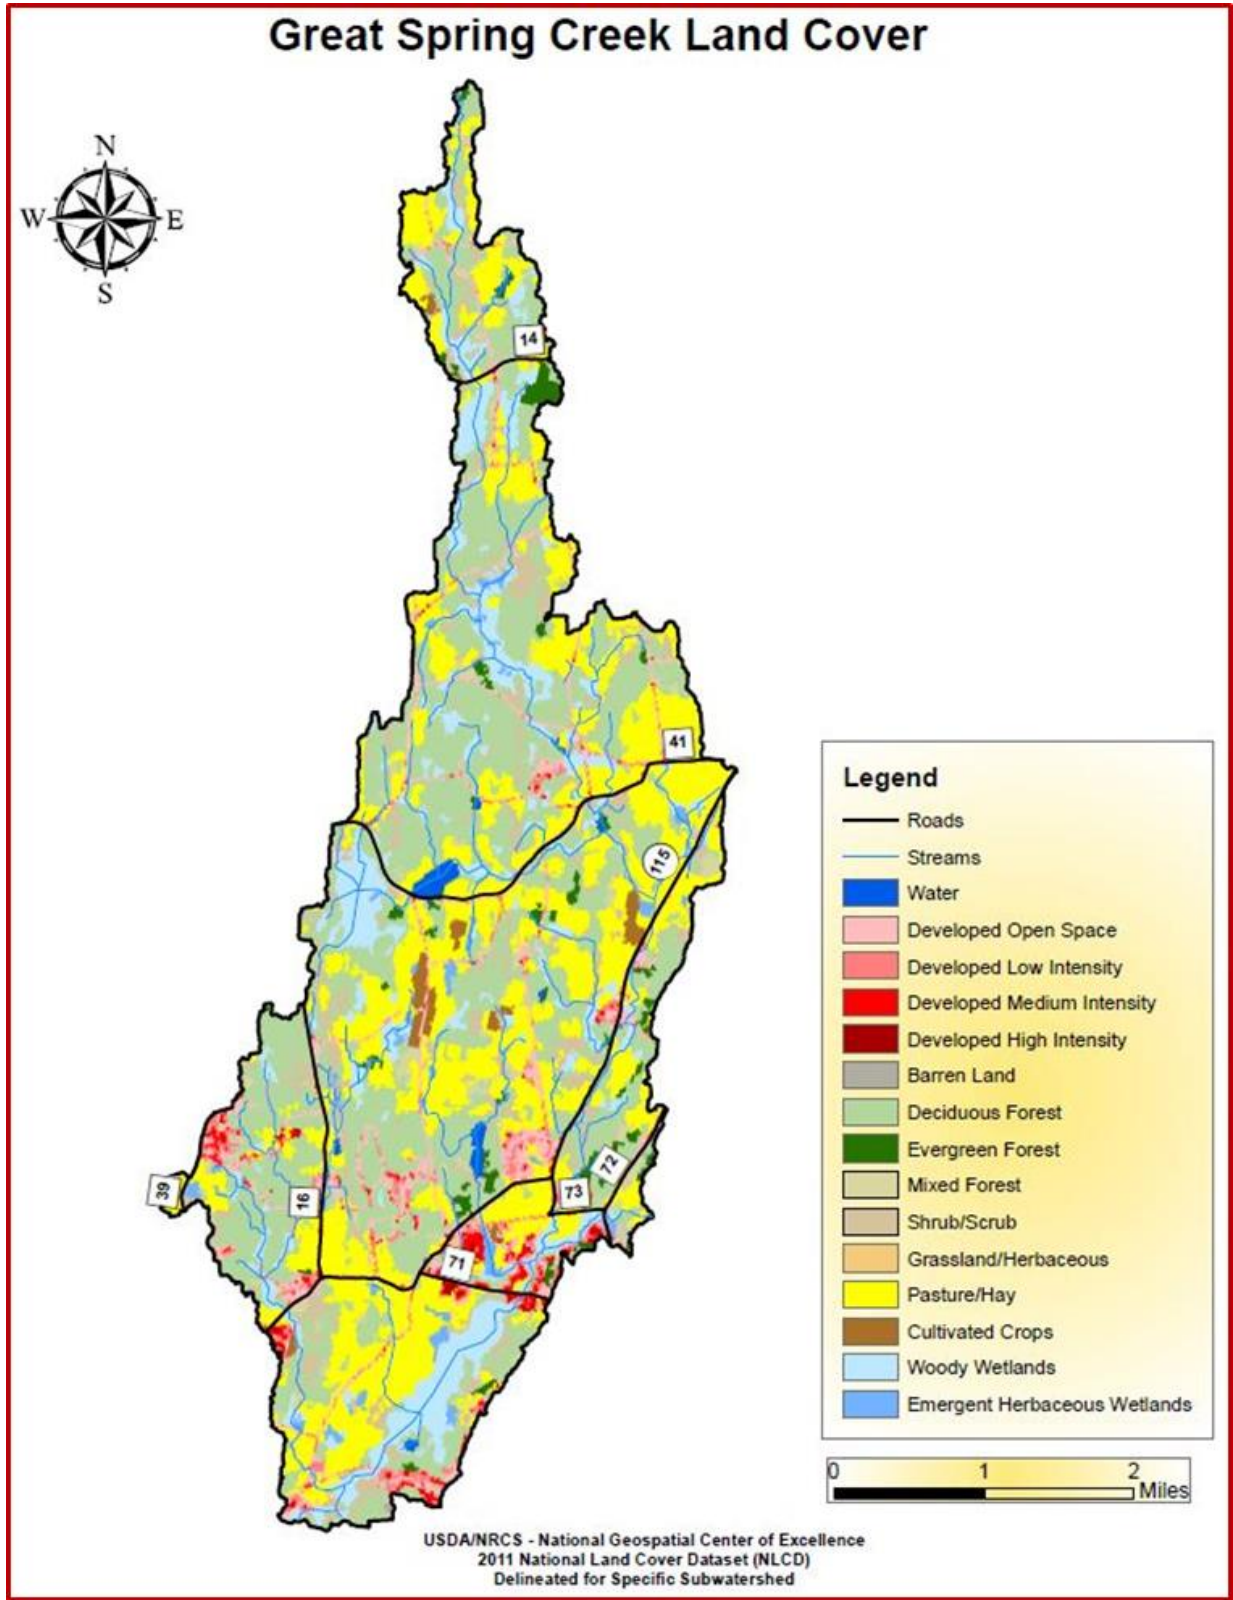 Great Spring Creek Land Cover
N
W
E
S
14
41
115
39
16
72
73
71
Legend
Roads
Streams
Water
Developed Open Space
Developed Low Intensity
Developed Medium Intensity
Developed High Intensity
Barren Land
Deciduous Forest
Evergreen Forest
Mixed Forest
Shrub/Scrub
Grassland/Herbaceous
Pasture/Hay
Cultivated Crops
Woody Wetlands
Emergent Herbaceous Wetlands
0 1 2
Miles
USDA/NRCS - National Geospatial Center of Excellence
2011 National Land Cover Dataset (NLCD)
Delineated for Specific Subwatershed